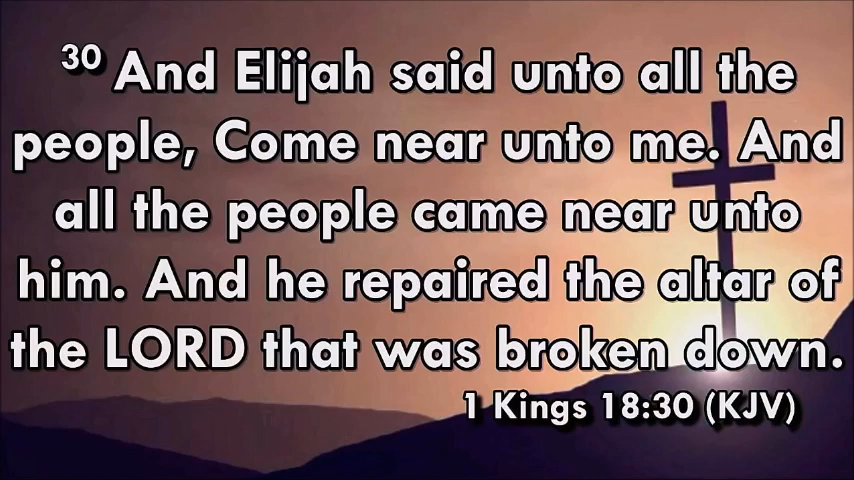 30 And Elijah said unto all the
people, Come near unto me. And
all the people came near unto
him. And he repaired the altar of
the LORD that was broken down.
1 Kings 18:30 (KJV)